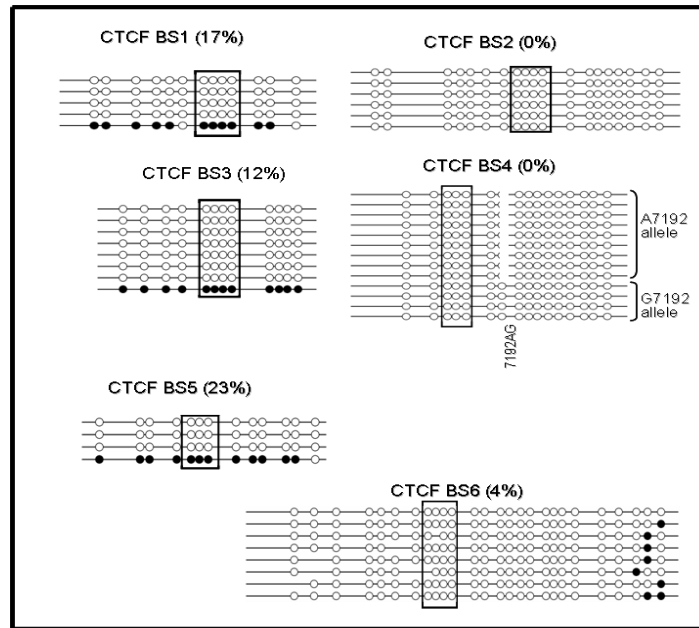 CTCF BS1 (17%)
CTCF BS2 (0%)
CTCF BS3 (12%)
CTCF BS4 (0%)
A7192
allele
G7192
allele
7192AG
CTCF BS5 (23%)
CTCF BS6 (4%)